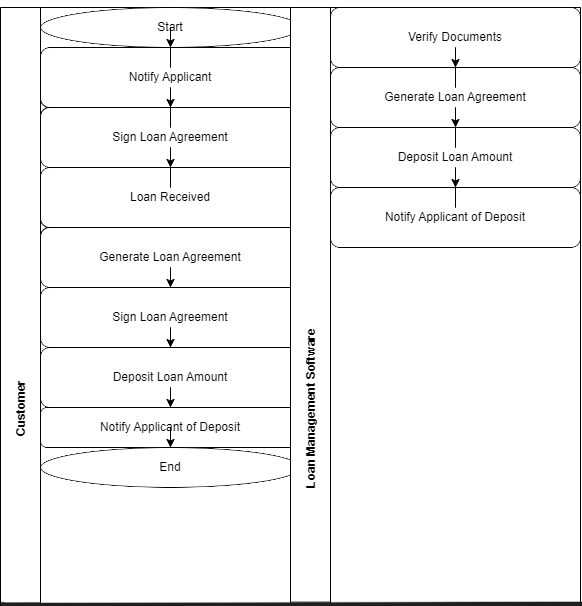 Customer
Start
Notify Applicant
Sign Loan Agreement
Loan Received
Generate Loan Agreement
Sign Loan Agreement
Deposit Loan Amount
Notify Applicant of Deposit
End
Loan Management Software
Verify Documents
Generate Loan Agreement
Deposit Loan Amount
Notify Applicant of Deposit